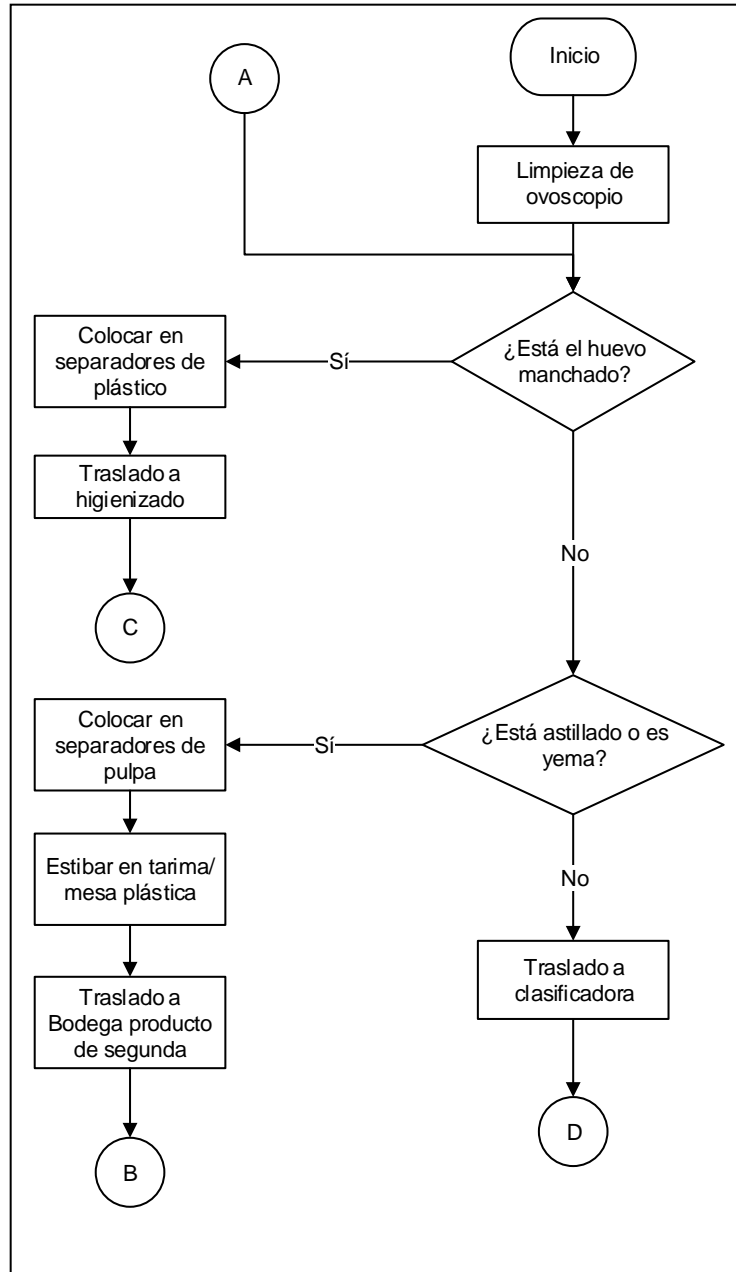 A
Inicio
Limpieza de
ovoscopio
¿Está el huevo
manchado?
Sí
Colocar en
separadores de
plástico
Traslado a
higienizado
C
No
¿Está astillado o es
yema?
Sí
Colocar en
separadores de
pulpa
Estibar en tarima/
mesa plástica
Traslado a
Bodega producto
de segunda
B
No
Traslado a
clasificadora
D